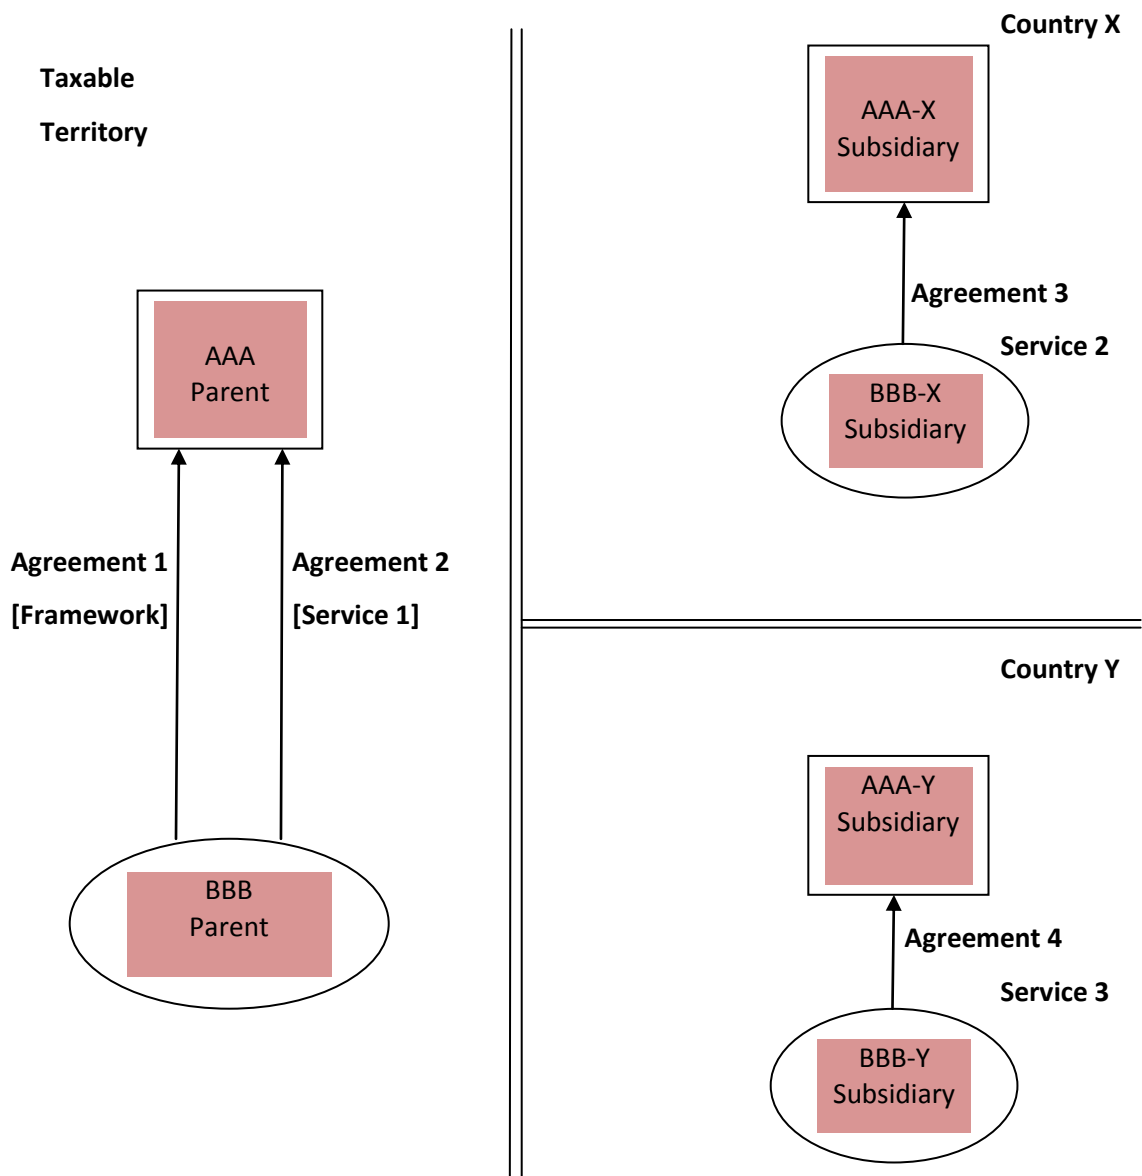 Taxable
Territory
AAA
Parent
Agreement 1
[Framework]
Agreement 2
[Service 1]
BBB
Parent
Country X
AAA-X
Subsidiary
Agreement 3
Service 2
BBB-X
Subsidiary
Country Y
AAA-Y
Subsidiary
Agreement 4
Service 3
BBB-Y
Subsidiary